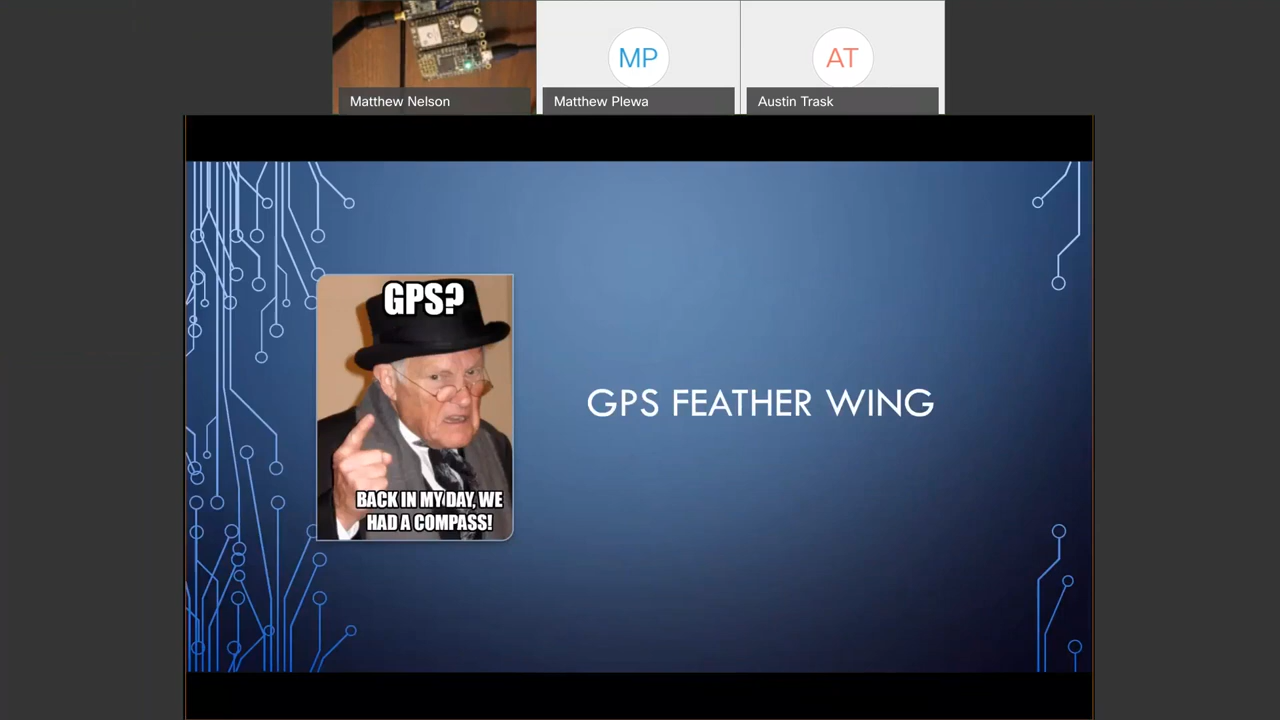 MP
AT
Matthew Nelson
Matthew Plewa
Austin Trask
GPS?
BACK IN MY DAY, WE
HAD A COMPASS!
GPS FEATHER WING